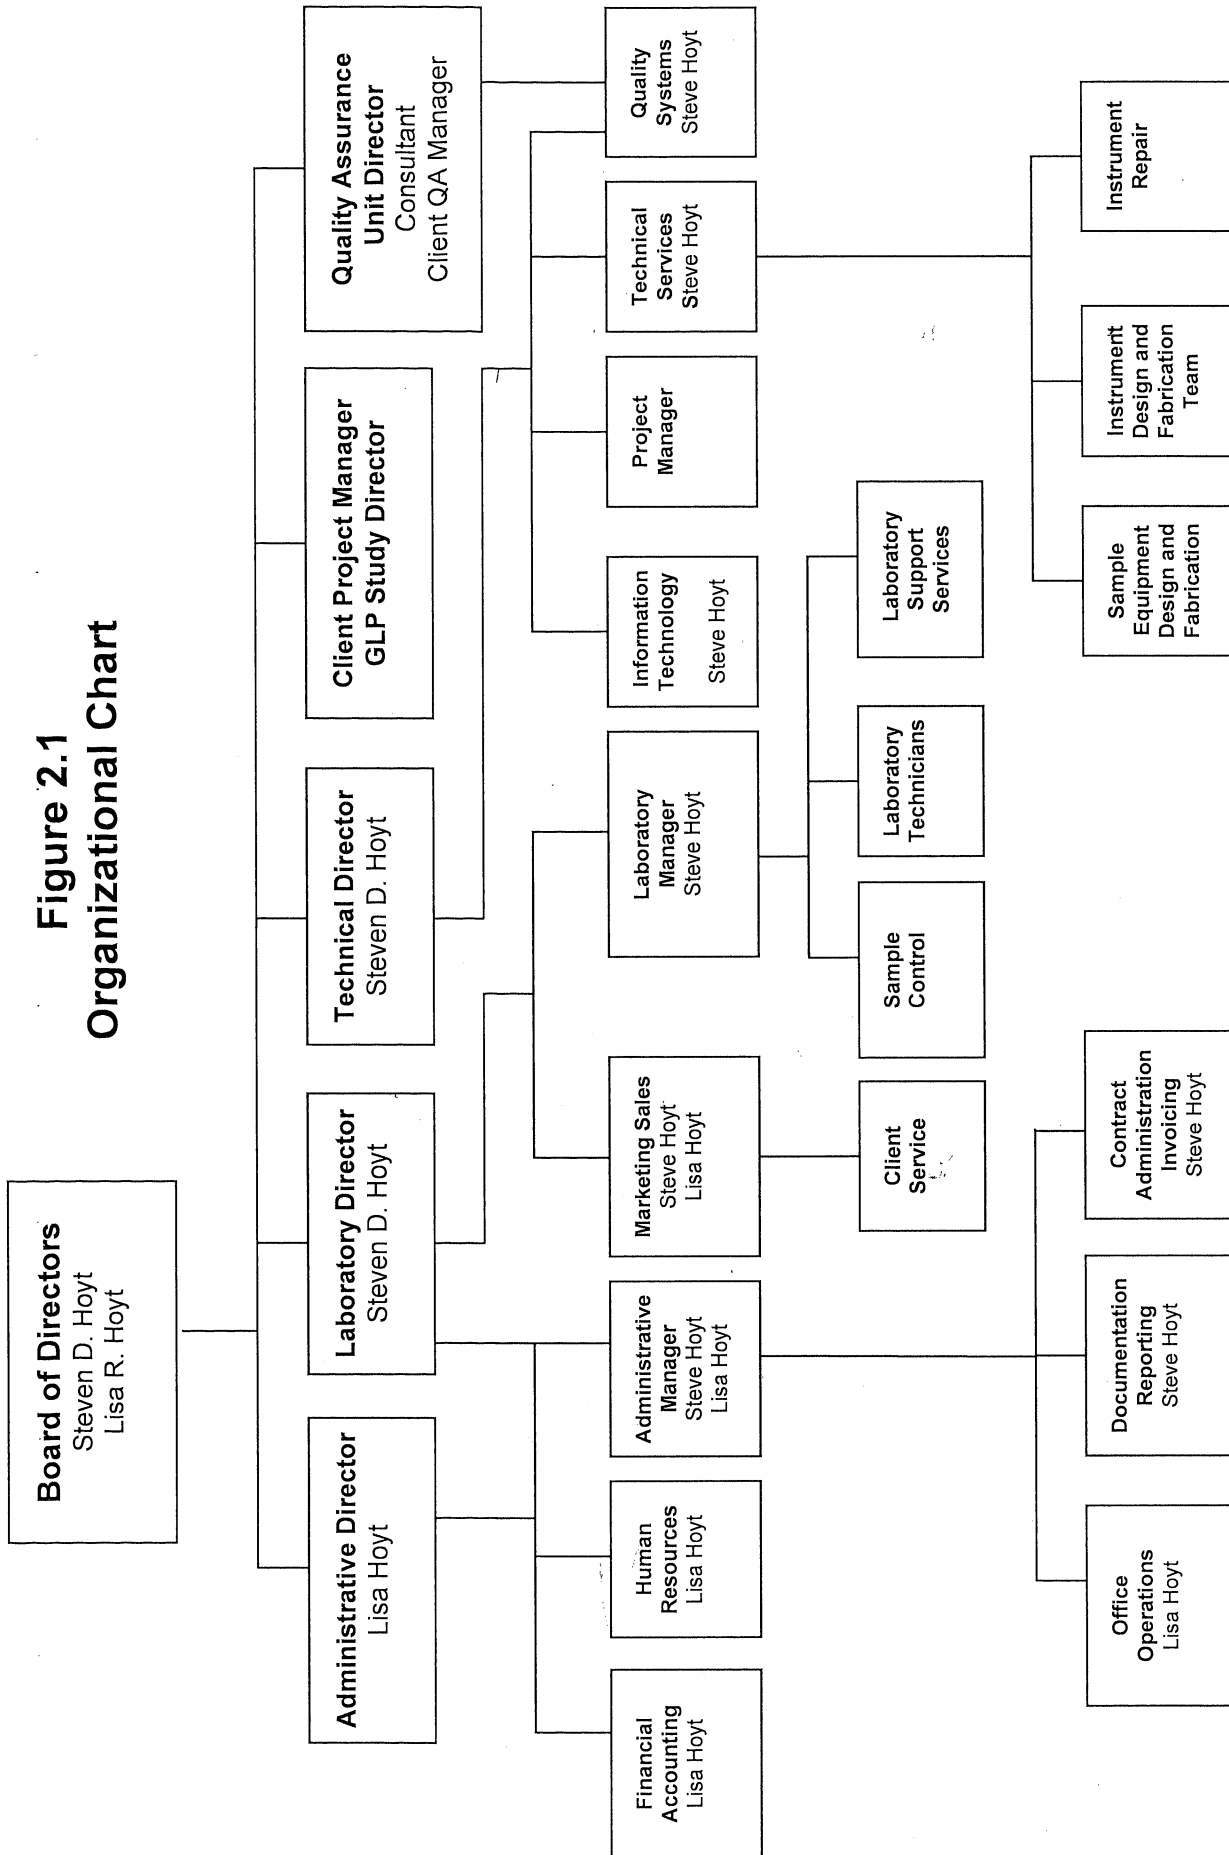 Figure 2.1
Organizational Chart
Board of Directors
Steven D. Hoyt
Lisa R. Hoyt
Administrative Director
Lisa Hoyt
Laboratory Director
Steven D. Hoyt
Technical Director
Steven D. Hoyt
Client Project Manager
GLP Study Director
Quality Assurance
Unit Director
Consultant
Client QA Manager
Financial
Accounting
Lisa Hoyt
Human
Resources
Lisa Hoyt
Administrative
Manager
Steve Hoyt
Lisa Hoyt
Marketing Sales
Steve Hoyt
Lisa Hoyt
Laboratory
Manager
Steve Hoyt
Information
Technology
Steve Hoyt
Project
Manager
Technical
Services
Steve Hoyt
Quality
Systems
Steve Hoyt
Client
Service
Sample
Control
Laboratory
Technicians
Laboratory
Support
Services
Office
Operations
Lisa Hoyt
Documentation
Reporting
Steve Hoyt
Contract
Administration
Invoicing
Steve Hoyt
Sample
Equipment
Design and
Fabrication
Instrument
Design and
Fabrication
Team
Instrument
Repair